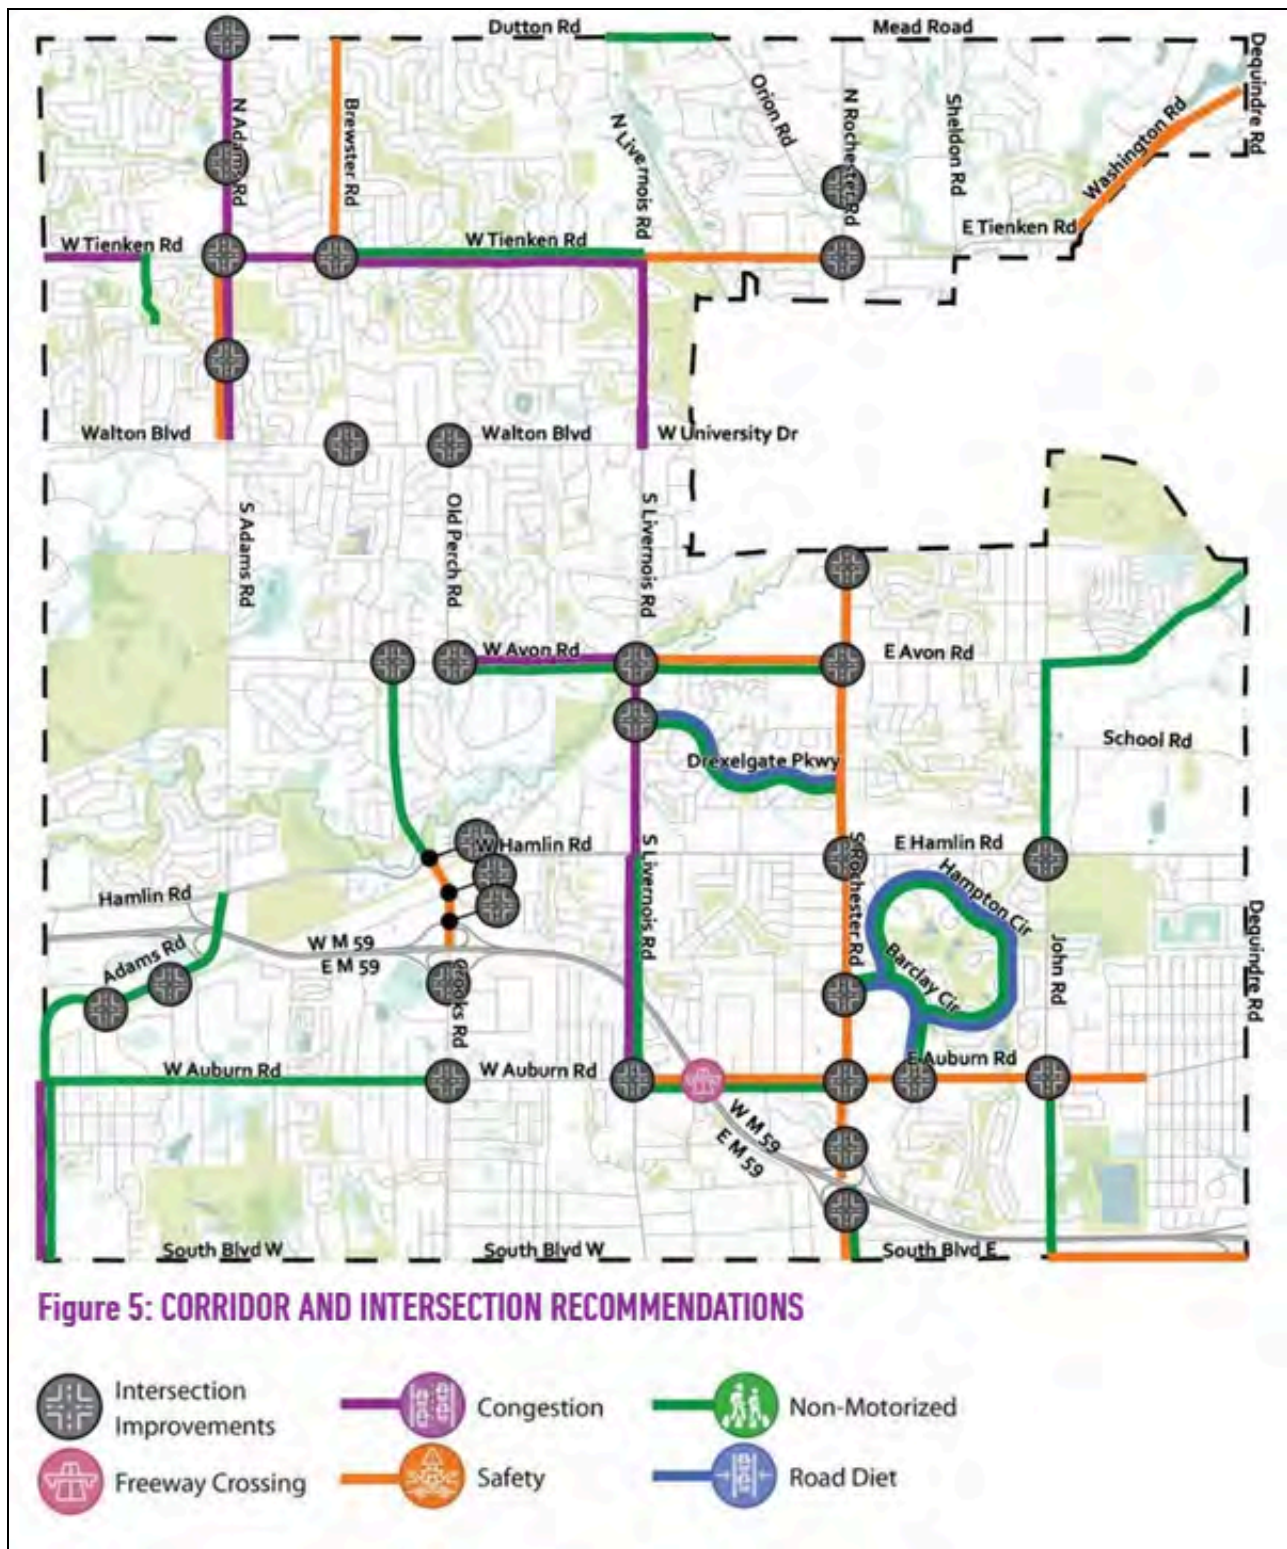 Dutton Rd
Mead Road
Dequindre Rd
Orion Rd
N Rochester Rd
Sheldon Rd
Washington Rd
N Adams Rd
Brewster Rd
N Livernois Rd
W Tienken Rd
W Tienken Rd
E Tienken Rd
Walton Blvd
Walton Blvd
W University Dr
S Adams Rd
Old Perch Rd
S Livernois Rd
W Avon Rd
E Avon Rd
School Rd
Drexelgate Pkwy
W Hamlin Rd
S Livernois Rd
S Rochester Rd
E Hamlin Rd
Hampton Cir
Hamlin Rd
Dequindre Rd
Adams Rd
W M 59
E M 59
Crooks Rd
Barclay Cir
John Rd
W Auburn Rd
W Auburn Rd
E Auburn Rd
W M 59
E M 59
South Blvd W
South Blvd W
South Blvd E
Figure 5: CORRIDOR AND INTERSECTION RECOMMENDATIONS
Intersection
Improvements
Congestion
Non-Motorized
Freeway Crossing
Safety
Road Diet